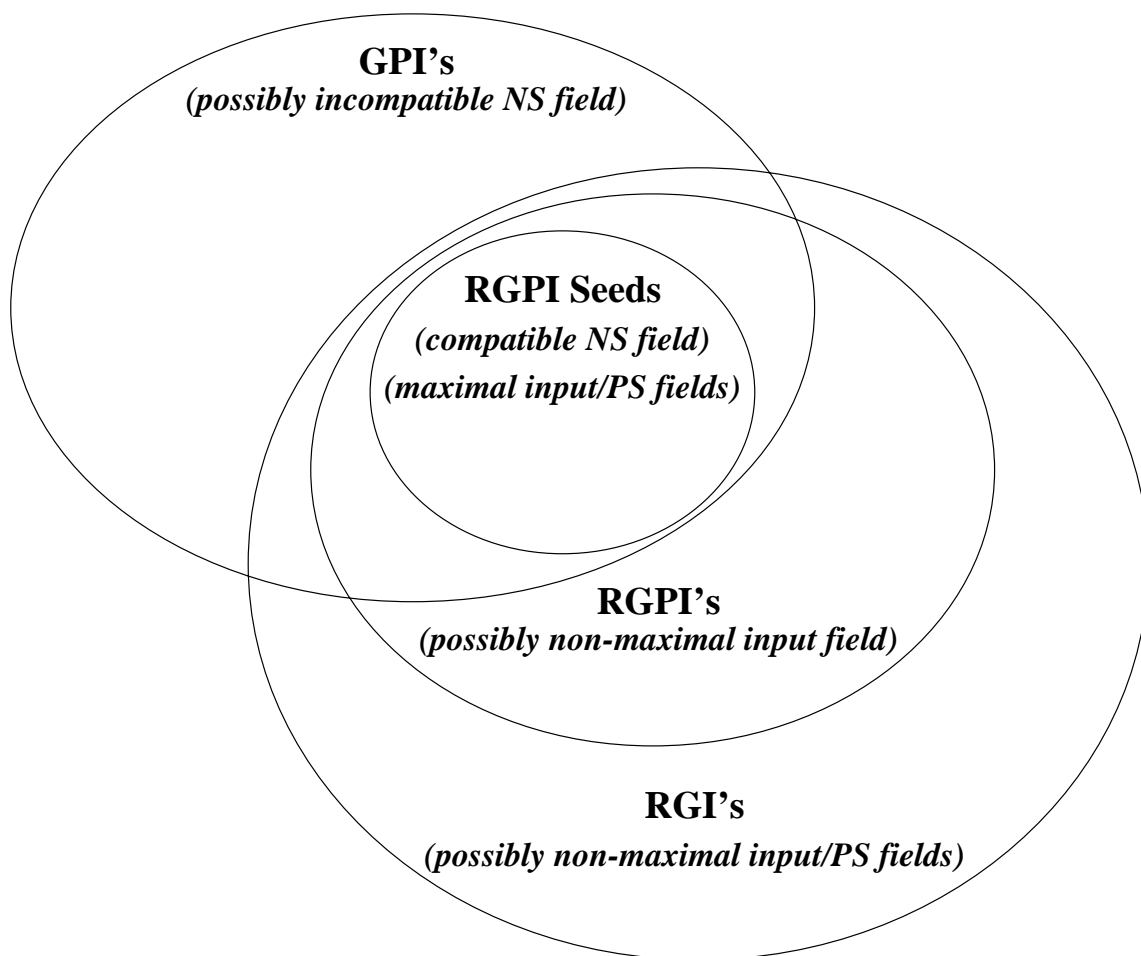 GPI’s
(possibly incompatible NS field)
RGPI Seeds
(compatible NS field)
(maximal input/PS fields)
RGPI’s
(possibly non-maximal input field)
RGI’s
(possibly non-maximal input/PS fields)